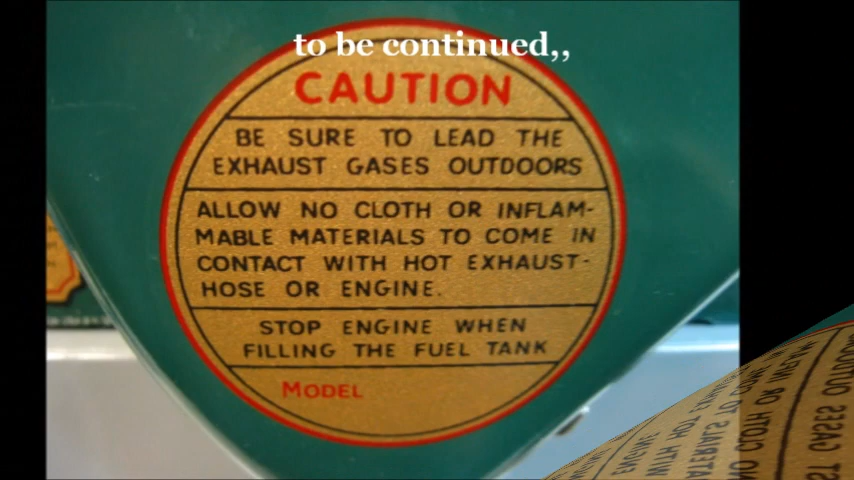 to be continued,,
CAUTION
BE SURE TO LEAD THE
EXHAUST GASES OUTDOORS
ALLOW NO CLOTH OR INFLAM-
MABLE MATERIALS TO COME IN
CONTACT WITH HOT EXHAUST-
HOSE OR ENGINE.
STOP ENGINE WHEN
FILLING THE FUEL TANK
MODEL